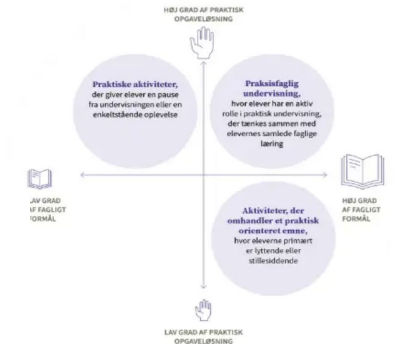 HØJ GRAD AF PRAKTISK
OPGAVELØSNING
Praktiske aktiviteter,
der giver elever en pause
fra undervisningen eller en
enkeltstående oplevelse
Praksisfaglig
undervisning,
hvor elever har en aktiv
rolle i praktisk undervisning,
der tænkes sammen med
elevernes samlede faglige
læring
LAV GRAD
AF FAGLIGT
FORMÅL
HØJ GRAD
AF FAGLIGT
FORMÅL
Aktiviteter, der
omhandler et praktisk
orienteret emne,
hvor eleverne primært
er lyttende eller
stillesiddende
LAV GRAD AF PRAKTISK
OPGAVELØSNING